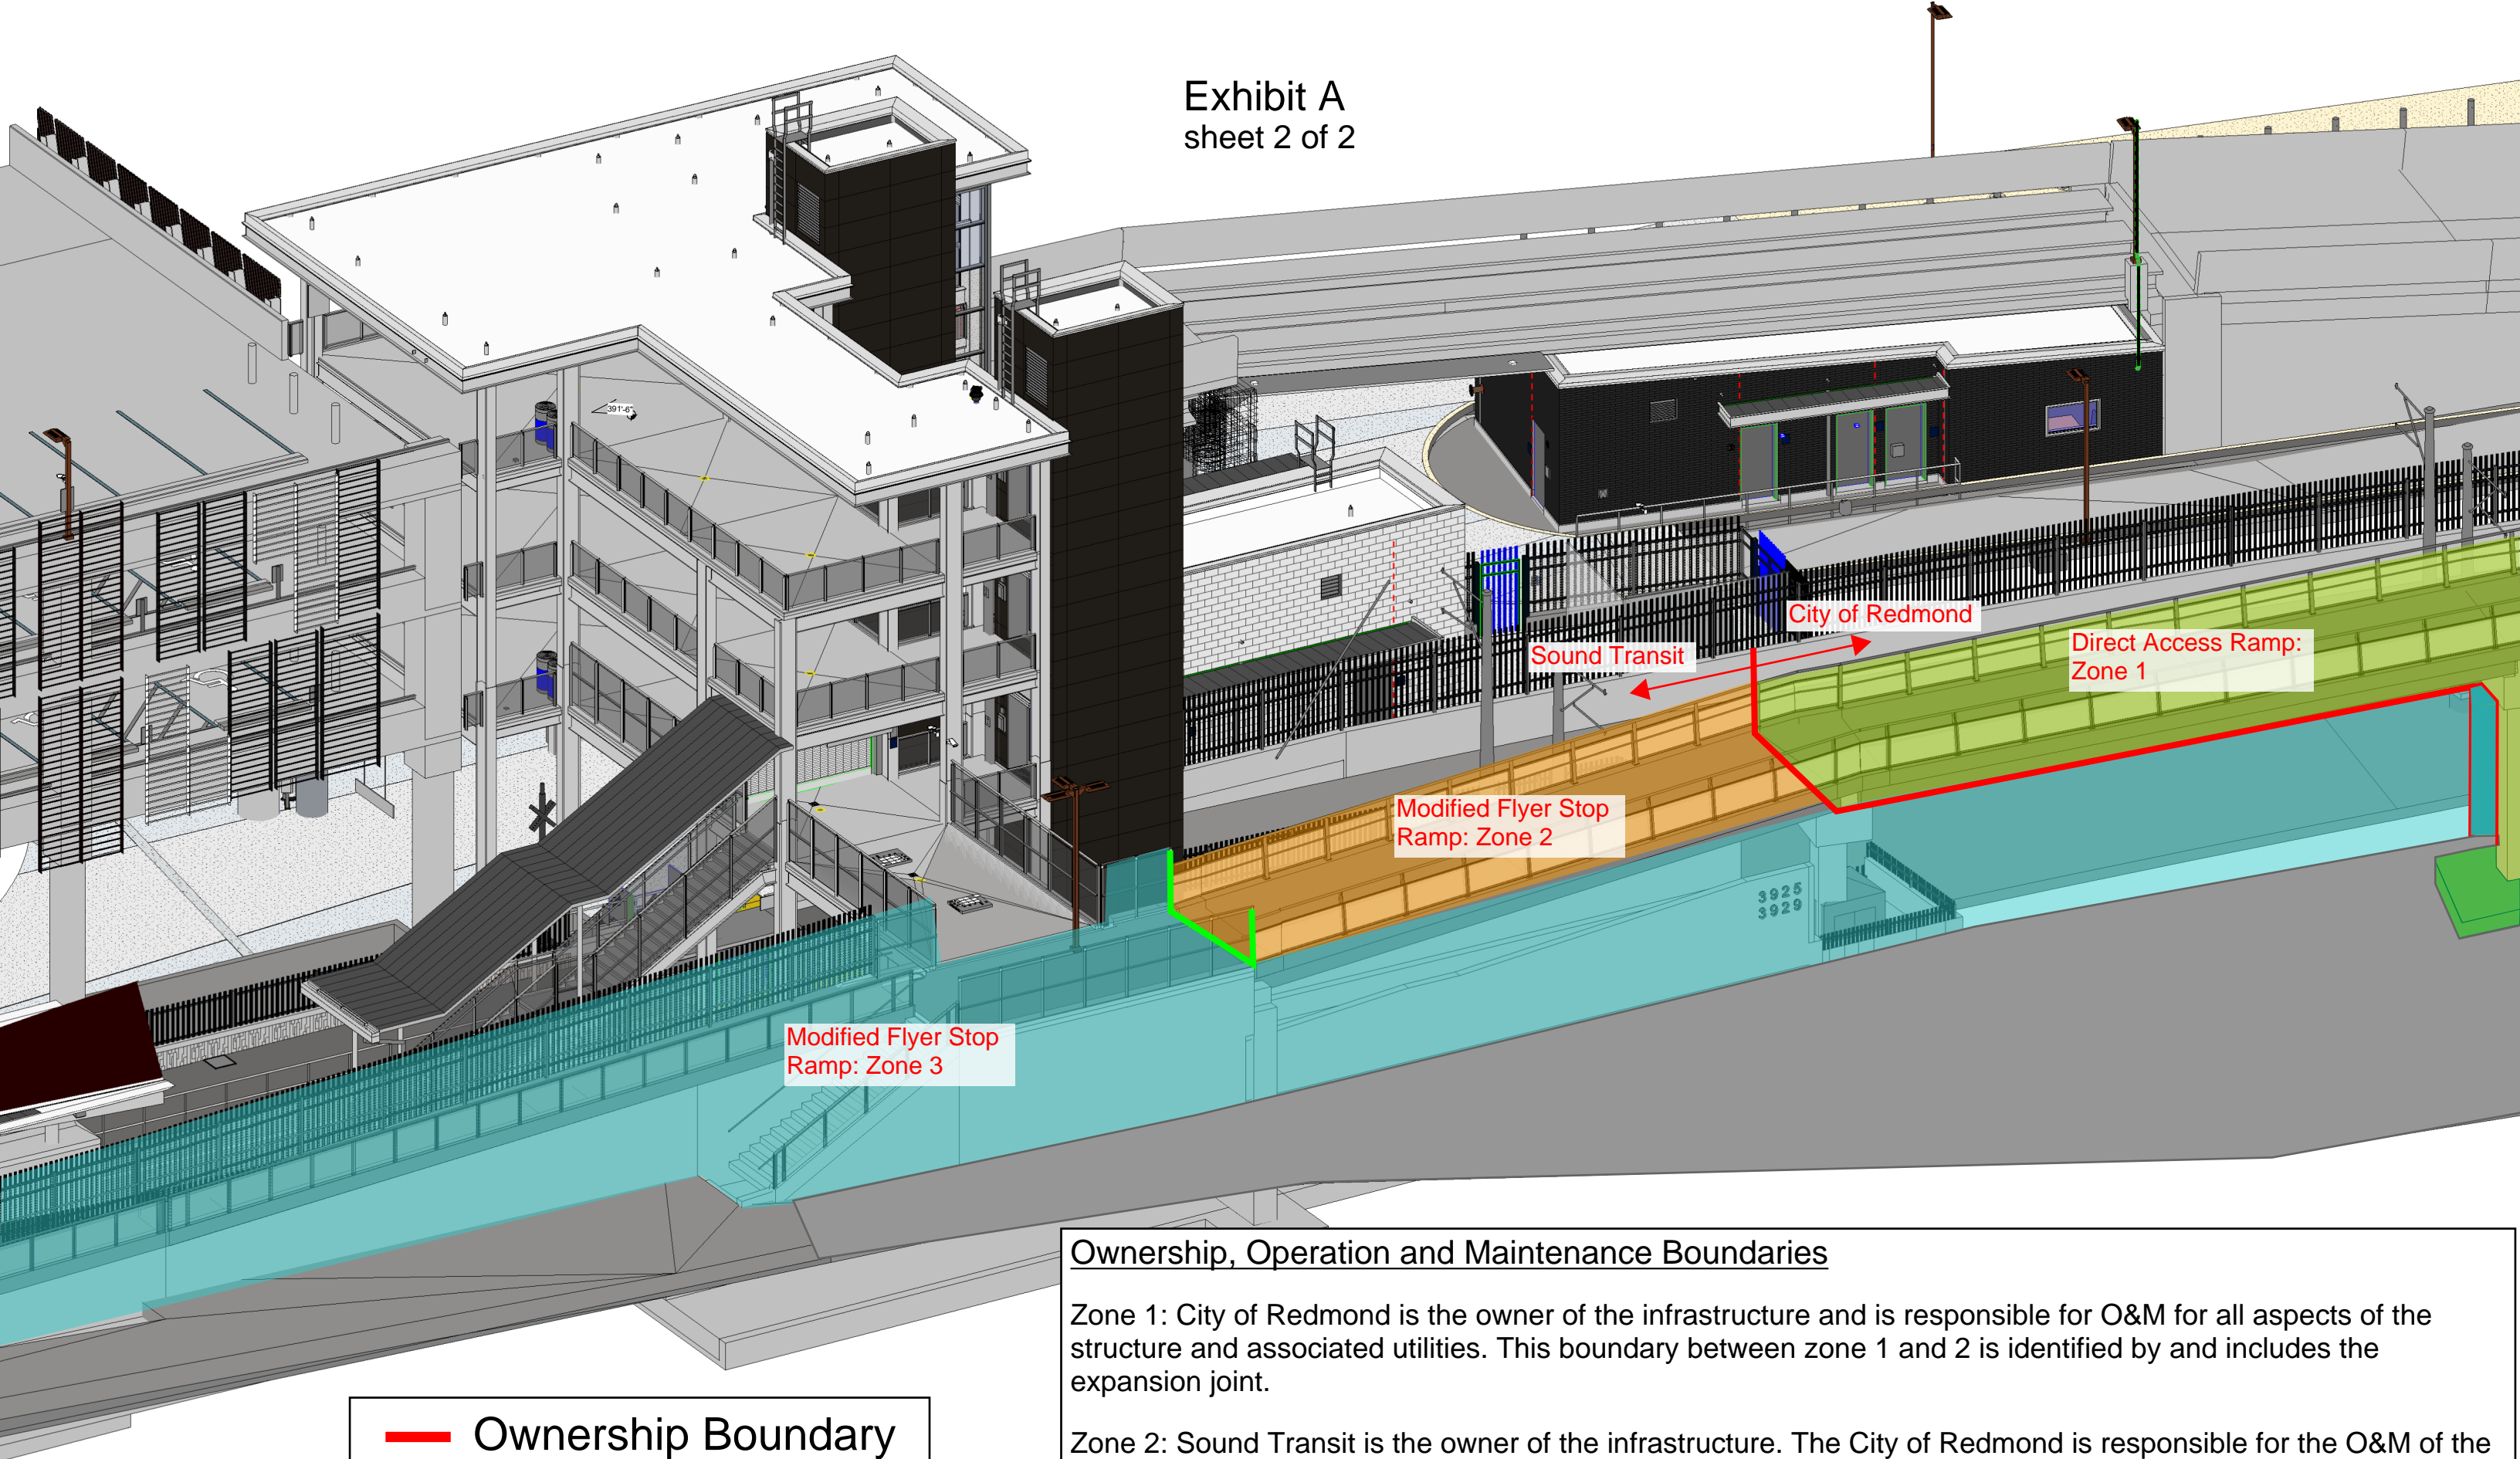 Exhibit A
sheet 2 of 2
391'-6"
City of Redmond
Sound Transit
Direct Access Ramp:
Zone 1
Modified Flyer Stop
Ramp: Zone 2
3925
3929
Modified Flyer Stop
Ramp: Zone 3
Ownership, Operation and Maintenance Boundaries
Zone 1: City of Redmond is the owner of the infrastructure and is responsible for O&M for all aspects of the
structure and associated utilities. This boundary between zone 1 and 2 is identified by and includes the
expansion joint.
Zone 2: Sound Transit is the owner of the infrastructure. The City of Redmond is responsible for the O&M of the
Ownership Boundary